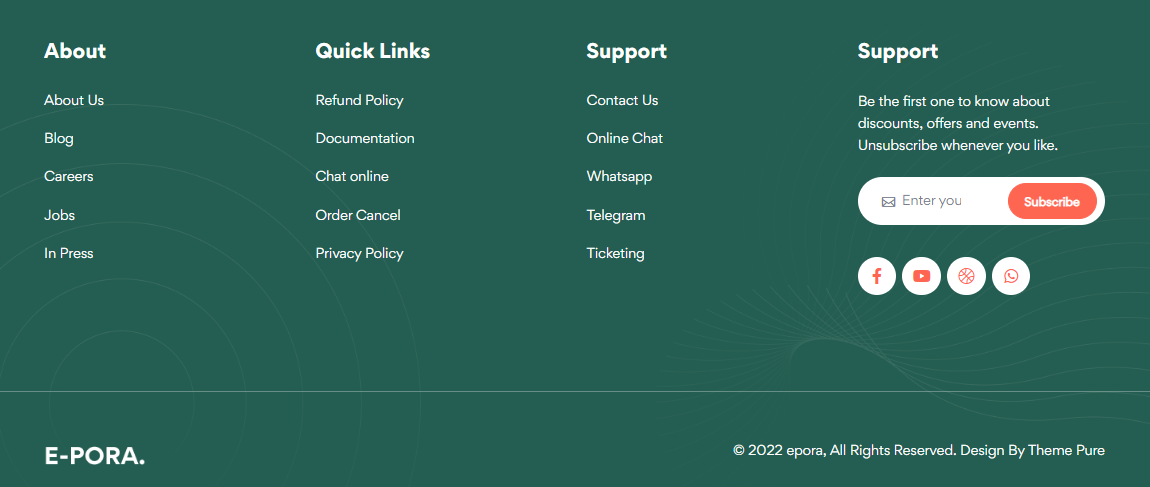 About
About Us
Blog
Careers
Jobs
In Press
Quick Links
Refund Policy
Documentation
Chat online
Order Cancel
Privacy Policy
Support
Contact Us
Online Chat
Whatsapp
Telegram
Ticketing
Support
Be the first one to know about
discounts, offers and events.
Unsubscribe whenever you like.
Enter you
Subscribe
E-PORA.
© 2022 epora, All Rights Reserved. Design By Theme Pure